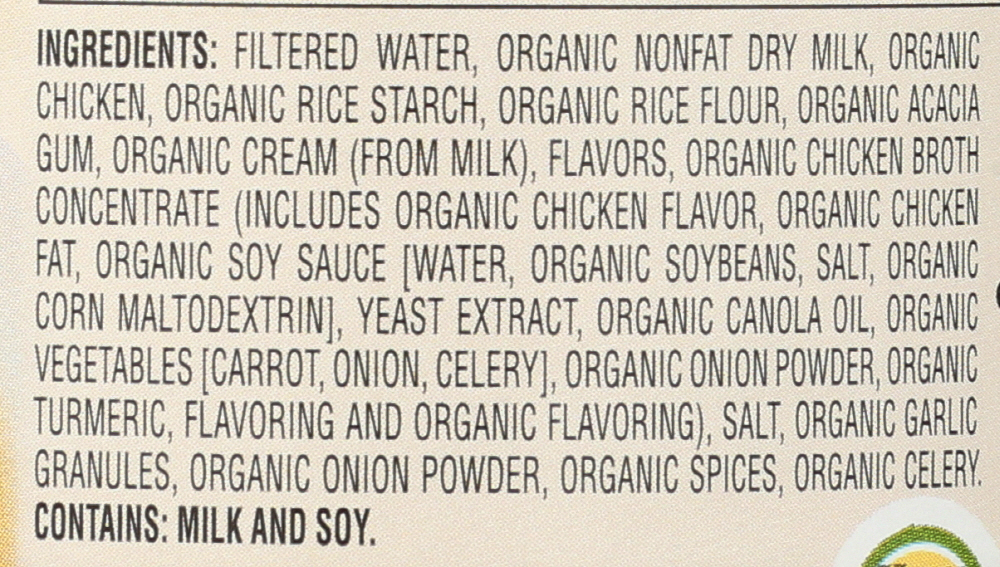 INGREDIENTS: FILTERED WATER, ORGANIC NONFAT DRY MILK, ORGANIC
CHICKEN, ORGANIC RICE STARCH, ORGANIC RICE FLOUR, ORGANIC ACACIA
GUM, ORGANIC CREAM (FROM MILK), FLAVORS, ORGANIC CHICKEN BROTH
CONCENTRATE (INCLUDES ORGANIC CHICKEN FLAVOR, ORGANIC CHICKEN
FAT, ORGANIC SOY SAUCE [WATER, ORGANIC SOYBEANS, SALT, ORGANIC
CORN MALTODEXTRIN], YEAST EXTRACT, ORGANIC CANOLA OIL, ORGANIC
VEGETABLES [CARROT, ONION, CELERY], ORGANIC ONION POWDER, ORGANIC
TURMERIC, FLAVORING AND ORGANIC FLAVORING), SALT, ORGANIC GARLIC
GRANULES, ORGANIC ONION POWDER, ORGANIC SPICES, ORGANIC CELERY.
CONTAINS: MILK AND SOY.